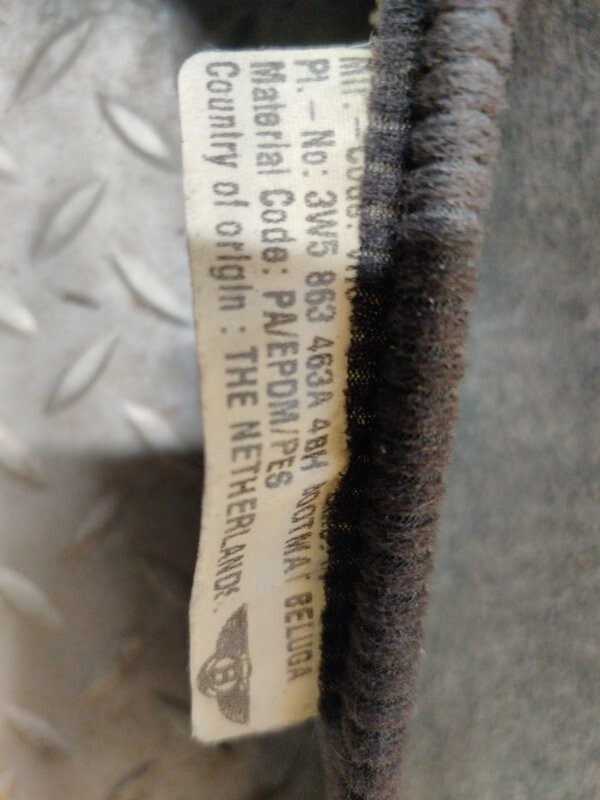 Pt. - No: 3W5 863 463A 4BH BOOTMAT BELUGA
Material Code: PA/EPDM/PES
Country of origin : THE NETHERLANDS
B